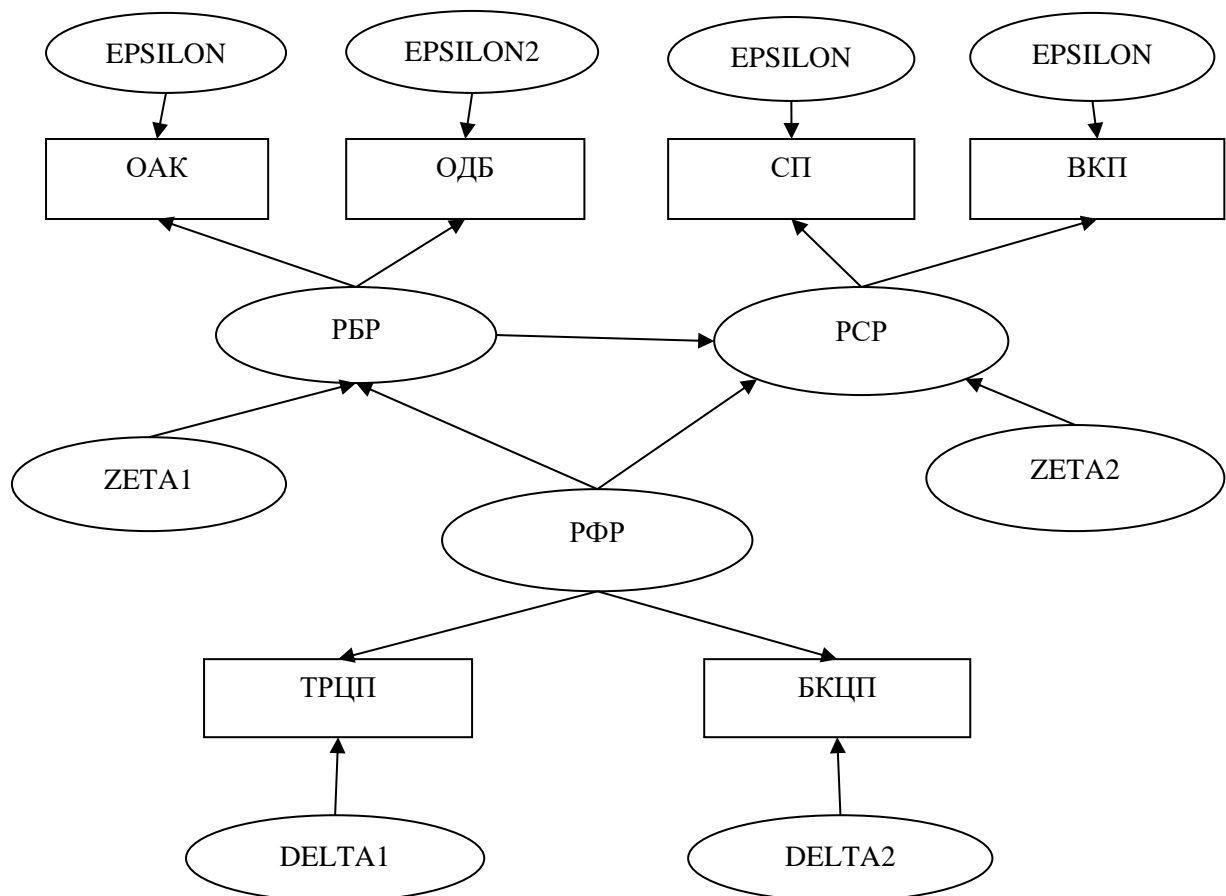 EPSILON
EPSILON2
EPSILON
EPSILON
ОАК
ОДБ
СП
ВКП
РБР
РСР
ZETA1
ZETA2
РФР
ТРЦП
БКЦП
DELTA1
DELTA2